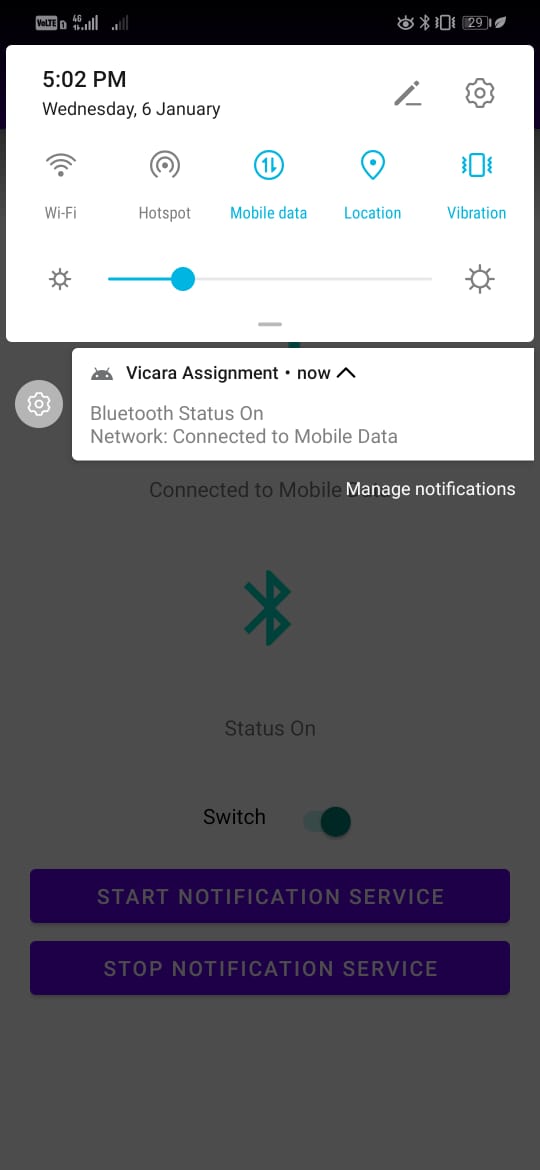 VoLTE 4G 29
5:02 PM
Wednesday, 6 January
Wi-Fi Hotspot Mobile data Location Vibration
Vicara Assignment • now
Bluetooth Status On
Network: Connected to Mobile Data
Connected to Mobile Manage notifications
Status On
Switch
START NOTIFICATION SERVICE
STOP NOTIFICATION SERVICE